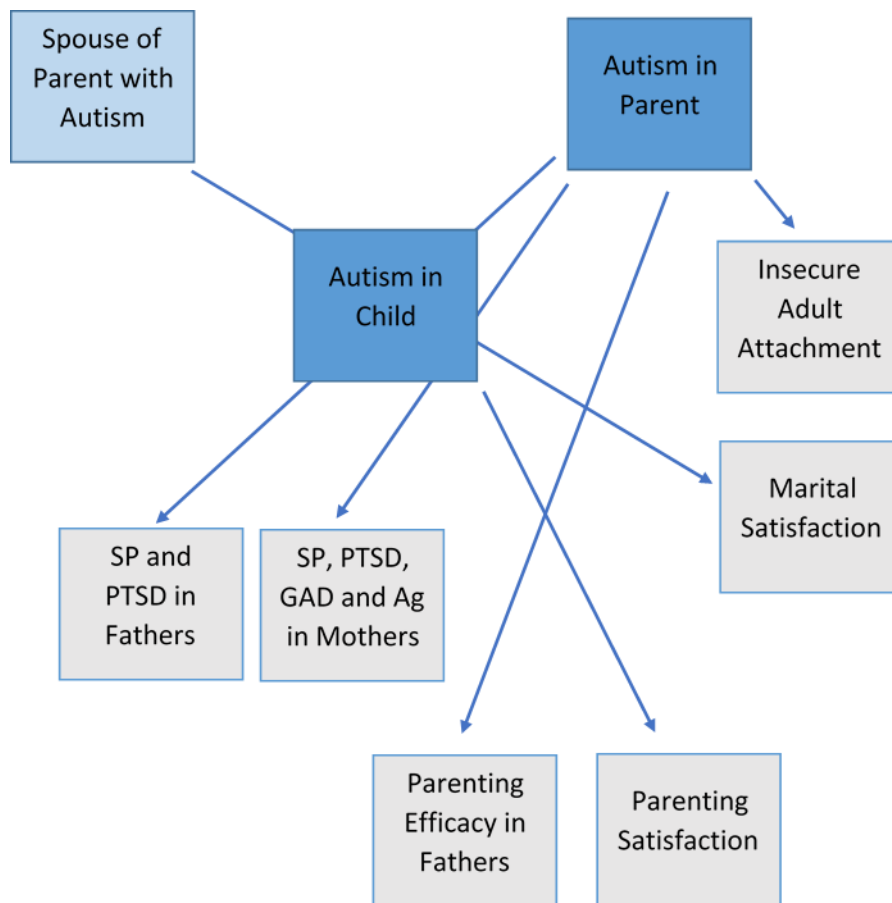 Spouse of
Parent with
Autism
Autism in
Parent
Autism in
Child
Insecure
Adult
Attachment
Marital
Satisfaction
SP and
PTSD in
Fathers
SP, PTSD,
GAD and Ag
in Mothers
Parenting
Efficacy in
Fathers
Parenting
Satisfaction